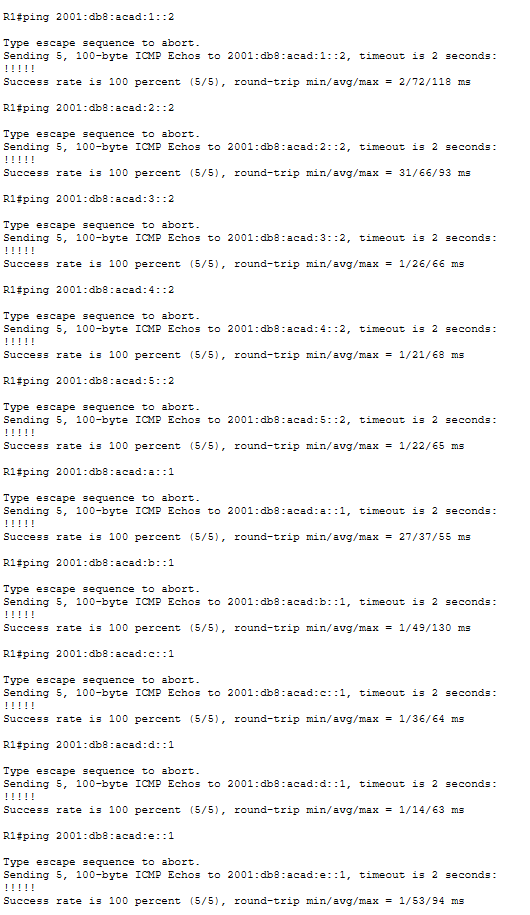 R1#ping 2001:db8:acad:1::2
Type escape sequence to abort.
Sending 5, 100-byte ICMP Echos to 2001:db8:acad:1::2, timeout is 2 seconds:
!!!!!
Success rate is 100 percent (5/5), round-trip min/avg/max = 2/72/118 ms
R1#ping 2001:db8:acad:2::2
Type escape sequence to abort.
Sending 5, 100-byte ICMP Echos to 2001:db8:acad:2::2, timeout is 2 seconds:
!!!!!
Success rate is 100 percent (5/5), round-trip min/avg/max = 31/66/93 ms
R1#ping 2001:db8:acad:3::2
Type escape sequence to abort.
Sending 5, 100-byte ICMP Echos to 2001:db8:acad:3::2, timeout is 2 seconds:
!!!!!
Success rate is 100 percent (5/5), round-trip min/avg/max = 1/26/66 ms
R1#ping 2001:db8:acad:4::2
Type escape sequence to abort.
Sending 5, 100-byte ICMP Echos to 2001:db8:acad:4::2, timeout is 2 seconds:
!!!!!
Success rate is 100 percent (5/5), round-trip min/avg/max = 1/21/68 ms
R1#ping 2001:db8:acad:5::2
Type escape sequence to abort.
Sending 5, 100-byte ICMP Echos to 2001:db8:acad:5::2, timeout is 2 seconds:
!!!!!
Success rate is 100 percent (5/5), round-trip min/avg/max = 1/22/65 ms
R1#ping 2001:db8:acad:a::1
Type escape sequence to abort.
Sending 5, 100-byte ICMP Echos to 2001:db8:acad:a::1, timeout is 2 seconds:
!!!!!
Success rate is 100 percent (5/5), round-trip min/avg/max = 27/37/55 ms
R1#ping 2001:db8:acad:b::1
Type escape sequence to abort.
Sending 5, 100-byte ICMP Echos to 2001:db8:acad:b::1, timeout is 2 seconds:
!!!!!
Success rate is 100 percent (5/5), round-trip min/avg/max = 1/49/130 ms
R1#ping 2001:db8:acad:c::1
Type escape sequence to abort.
Sending 5, 100-byte ICMP Echos to 2001:db8:acad:c::1, timeout is 2 seconds:
!!!!!
Success rate is 100 percent (5/5), round-trip min/avg/max = 1/36/64 ms
R1#ping 2001:db8:acad:d::1
Type escape sequence to abort.
Sending 5, 100-byte ICMP Echos to 2001:db8:acad:d::1, timeout is 2 seconds:
!!!!!
Success rate is 100 percent (5/5), round-trip min/avg/max = 1/14/63 ms
R1#ping 2001:db8:acad:e::1
Type escape sequence to abort.
Sending 5, 100-byte ICMP Echos to 2001:db8:acad:e::1, timeout is 2 seconds:
!!!!!
Success rate is 100 percent (5/5), round-trip min/avg/max = 1/53/94 ms